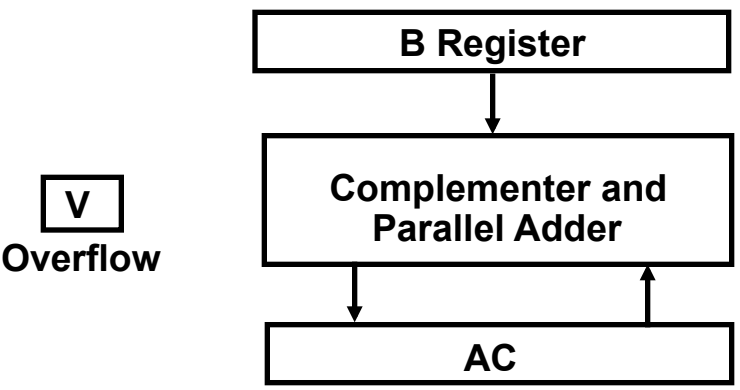 B Register
Complementer and
Parallel Adder
V
Overflow
AC